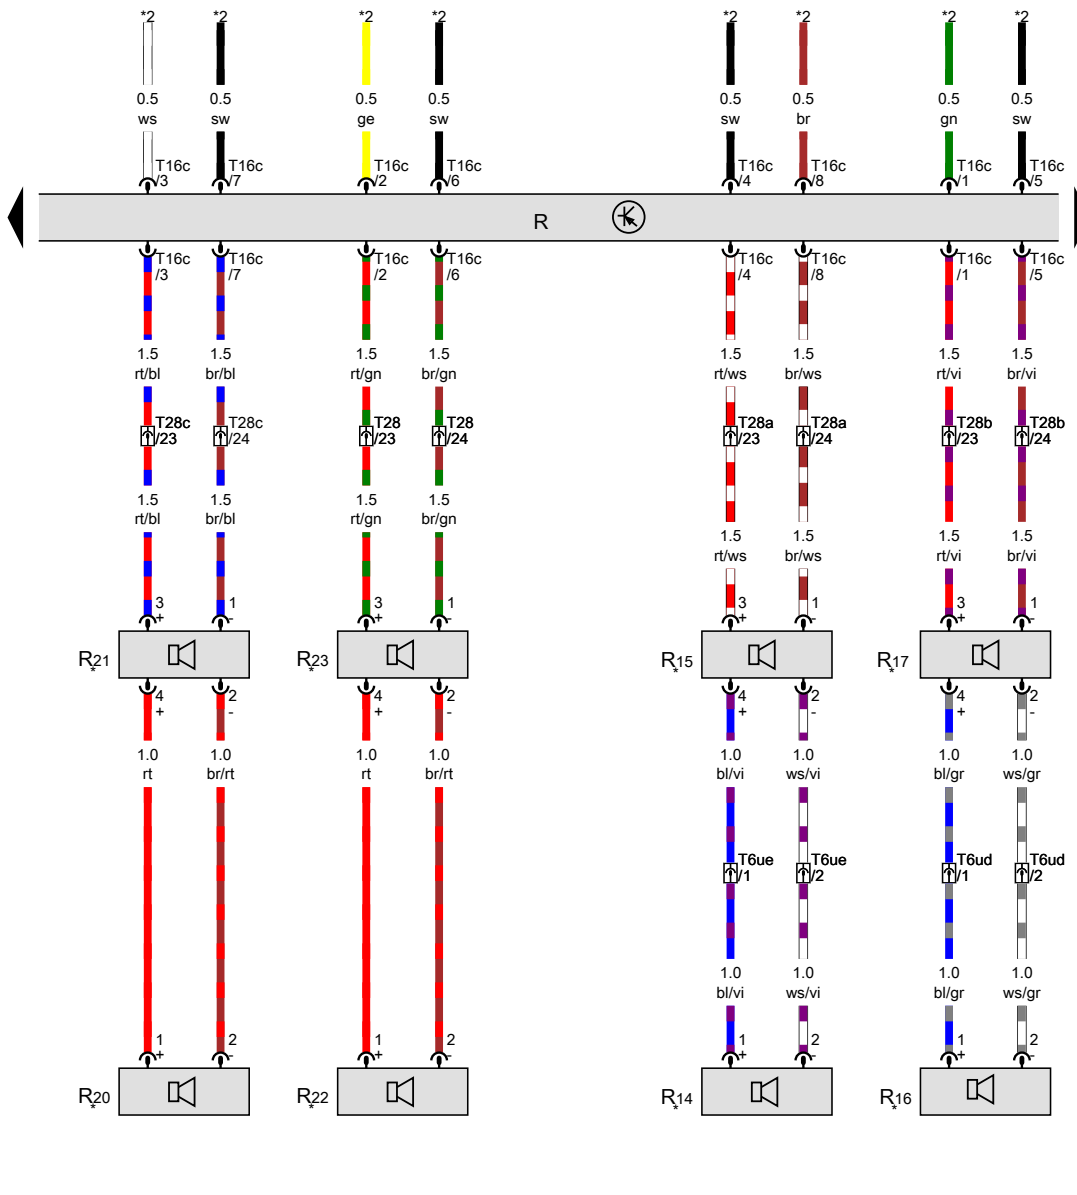 *2 *2 *2 *2 *2 *2 *2 *2
0.5 0.5 0.5 0.5 0.5 0.5 0.5 0.5
ws sw ge sw sw br gn sw
T16c T16c T16c T16c T16c T16c T16c T16c
/3 /7 /2 /6 /4 /8 /1 /5
R
T16c T16c T16c T16c T16c T16c T16c T16c
/3 /7 /2 /6 /4 /8 /1 /5
1.5 1.5 1.5 1.5 1.5 1.5 1.5 1.5
rt/bl br/bl rt/gn br/gn rt/ws br/ws rt/vi br/vi
T28c T28c T28 T28 T28a T28a T28b T28b
/23 /24 /23 /24 /23 /24 /23 /24
1.5 1.5 1.5 1.5
rt/bl br/bl rt/gn br/gn
1.5 1.5 1.5 1.5
rt/ws br/ws rt/vi br/vi
3 1 3 1 3 1 3 1
+ - + - + - + -
R21 R23 R15 R17
* * * *
4 2 4 2 4 2 4 2
+ - + - + - + -
1.0 1.0 1.0 1.0 1.0 1.0 1.0 1.0
rt br/rt rt br/rt bl/vi ws/vi bl/gr ws/gr
T6ue T6ue T6ud T6ud
/1 /2 /1 /2
1.0 1.0 1.0 1.0
bl/vi ws/vi bl/gr ws/gr
1 2 1 2 1 2 1 2
+ - + - + - + -
R20 R22 R14 R16
* * * *